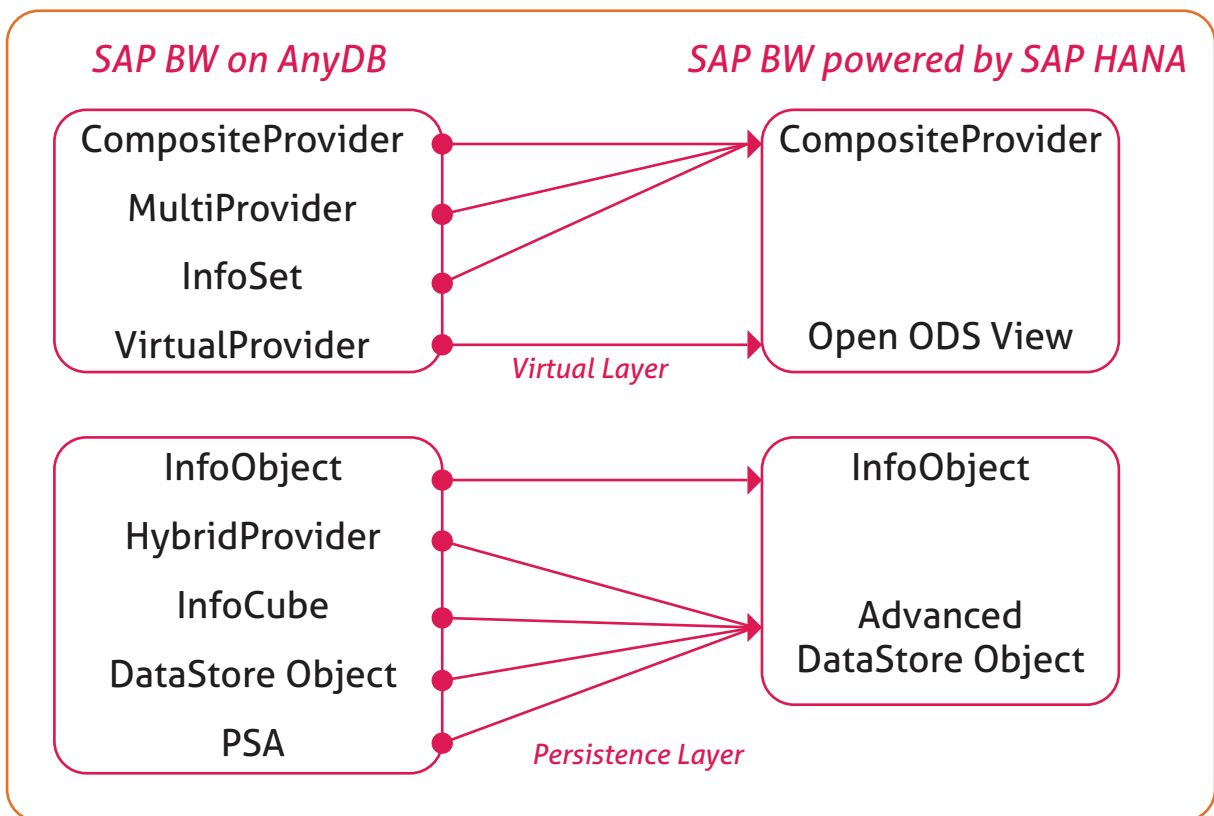 SAP BW on AnyDB
SAP BW powered by SAP HANA
CompositeProvider
MultiProvider
InfoSet
VirtualProvider
CompositeProvider
Open ODS View
Virtual Layer
InfoObject
HybridProvider
InfoCube
DataStore Object
PSA
InfoObject
Advanced
DataStore Object
Persistence Layer